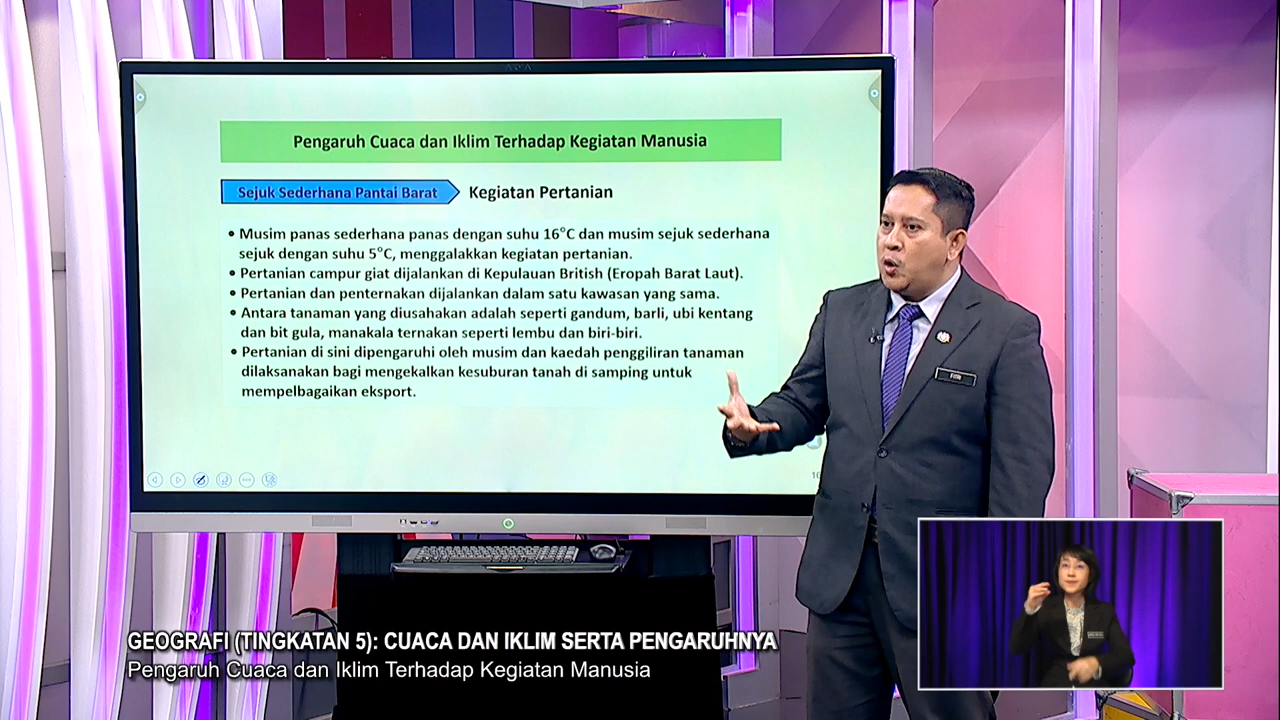 Pengaruh Cuaca dan Iklim Terhadap Kegiatan Manusia
Sejuk Sederhana Pantai Barat
Kegiatan Pertanian
• Musim panas sederhana panas dengan suhu 16°C dan musim sejuk sederhana
sejuk dengan suhu 5°C, menggalakkan kegiatan pertanian.
• Pertanian campur giat dijalankan di Kepulauan British (Eropah Barat Laut).
• Pertanian dan penternakan dijalankan dalam satu kawasan yang sama.
• Antara tanaman yang diusahakan adalah seperti gandum, barli, ubi kentang
dan bit gula, manakala ternakan seperti lembu dan biri-biri.
• Pertanian di sini dipengaruhi oleh musim dan kaedah penggiliran tanaman
dilaksanakan bagi mengekalkan kesuburan tanah di samping untuk
mempelbagaikan eksport.
FITRI
GEOGRAFI (TINGKATAN 5): CUACA DAN IKLIM SERTA PENGARUHNYA
Pengaruh Cuaca dan Iklim Terhadap Kegiatan Manusia